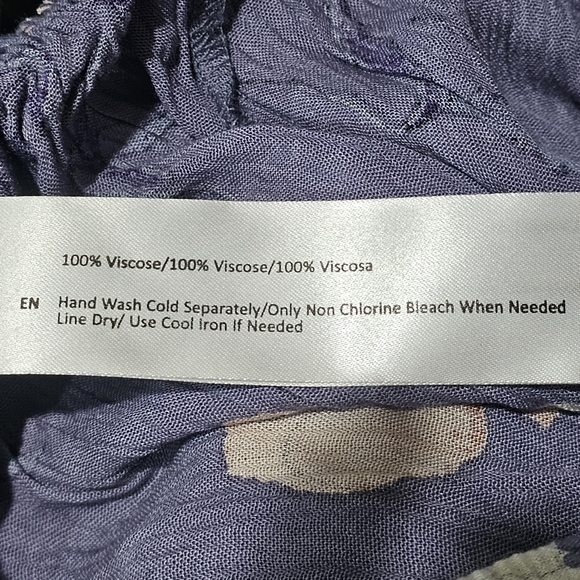 100% Viscose/100% Viscose/100% Viscosa
EN Hand Wash Cold Separately/Only Non Chlorine Bleach When Needed
Line Dry/ Use Cool Iron If Needed